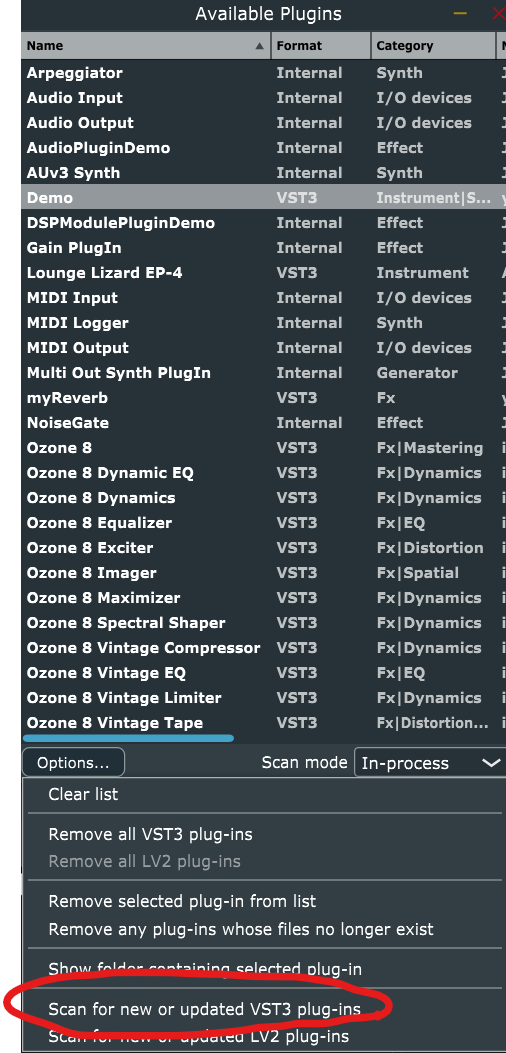 Available Plugins
Name Format Category
Arpeggiator Internal Synth
Audio Input Internal I/O devices
Audio Output Internal I/O devices
AudioPluginDemo Internal Effect
AUv3 Synth Internal Synth
Demo VST3 Instrument|S...
DSPModulePluginDemo Internal Effect
Gain PlugIn Internal Effect
Lounge Lizard EP-4 VST3 Instrument
MIDI Input Internal I/O devices
MIDI Logger Internal Synth
MIDI Output Internal I/O devices
Multi Out Synth PlugIn Internal Generator
myReverb VST3 Fx
NoiseGate Internal Effect
Ozone 8 VST3 Fx|Mastering
Ozone 8 Dynamic EQ VST3 Fx|Dynamics
Ozone 8 Dynamics VST3 Fx|Dynamics
Ozone 8 Equalizer VST3 Fx|EQ
Ozone 8 Exciter VST3 Fx|Distortion
Ozone 8 Imager VST3 Fx|Spatial
Ozone 8 Maximizer VST3 Fx|Dynamics
Ozone 8 Spectral Shaper VST3 Fx|Dynamics
Ozone 8 Vintage Compressor VST3 Fx|Dynamics
Ozone 8 Vintage EQ VST3 Fx|EQ
Ozone 8 Vintage Limiter VST3 Fx|Dynamics
Ozone 8 Vintage Tape VST3 Fx|Distortion...
Options... Scan mode In-process
Clear list
Remove all VST3 plug-ins
Remove all LV2 plug-ins
Remove selected plug-in from list
Remove any plug-ins whose files no longer exist
Show folder containing selected plug-in
Scan for new or updated VST3 plug-ins
Scan for new or updated LV2 plug-ins